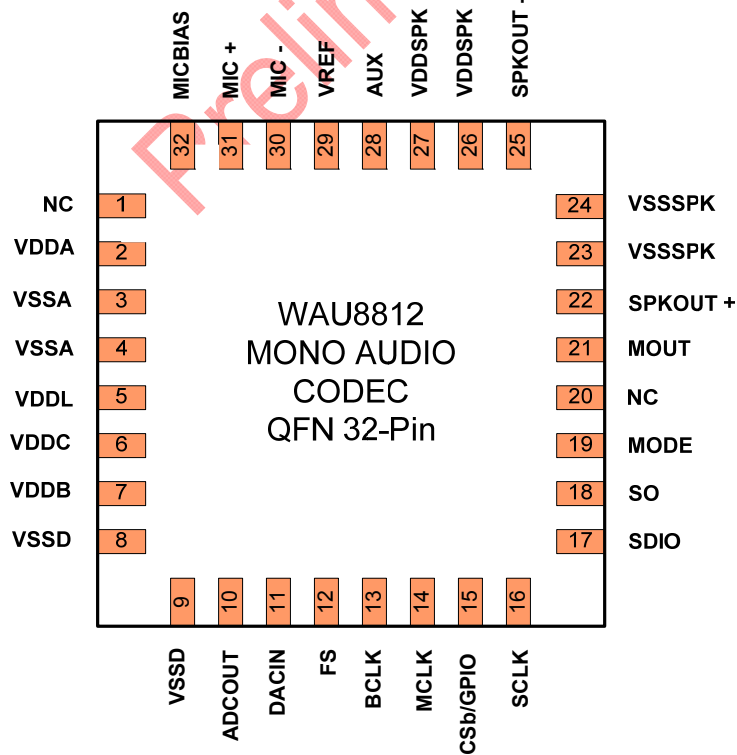 MICBIAS
MIC +
MIC -
VREF
AUX
VDDSPK
VDDSPK
SPKOUT -
32
31
30
29
28
27
26
25
NC 1
VDDA 2
VSSA 3
VSSA 4
VDDL 5
VDDC 6
VDDB 7
VSSD 8
WAU8812
MONO AUDIO
CODEC
QFN 32-Pin
24 VSSSPK
23 VSSSPK
22 SPKOUT +
21 MOUT
20 NC
19 MODE
18 SO
17 SDIO
9
10
11
12
13
14
15
16
VSSD
ADCOUT
DACIN
FS
BCLK
MCLK
CSb/GPIO
SCLK